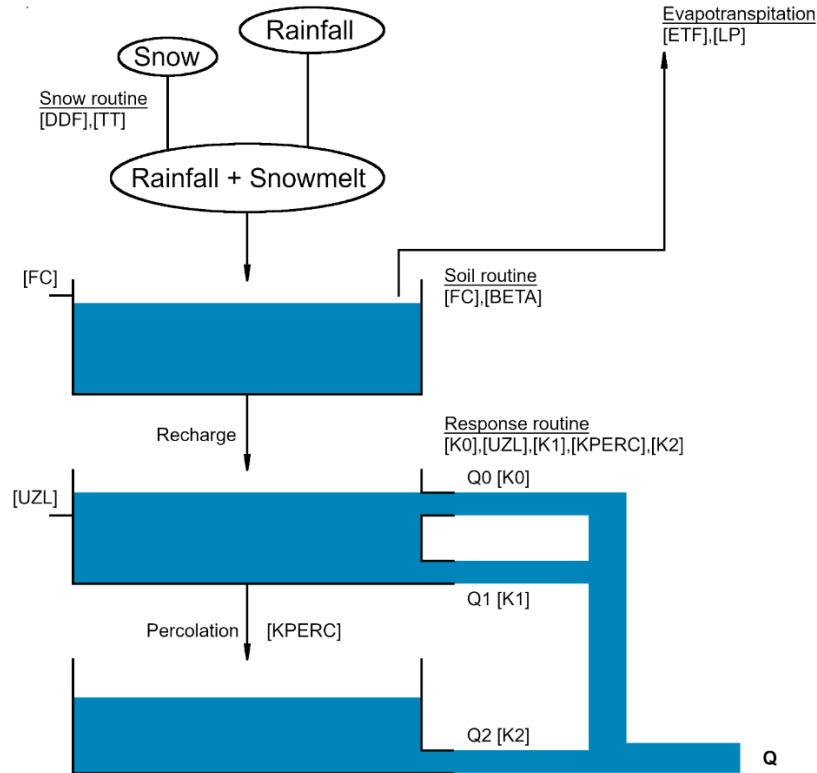 Rainfall
Snow
Evapotranspitation
[ETF],[LP]
Snow routine
[DDF],[TT]
Rainfall + Snowmelt
[FC]
Soil routine
[FC],[BETA]
Recharge
Response routine
[K0],[UZL],[K1],[KPERC],[K2]
[UZL]
Q0 [K0]
Q1 [K1]
Percolation
[KPERC]
Q2 [K2]
Q